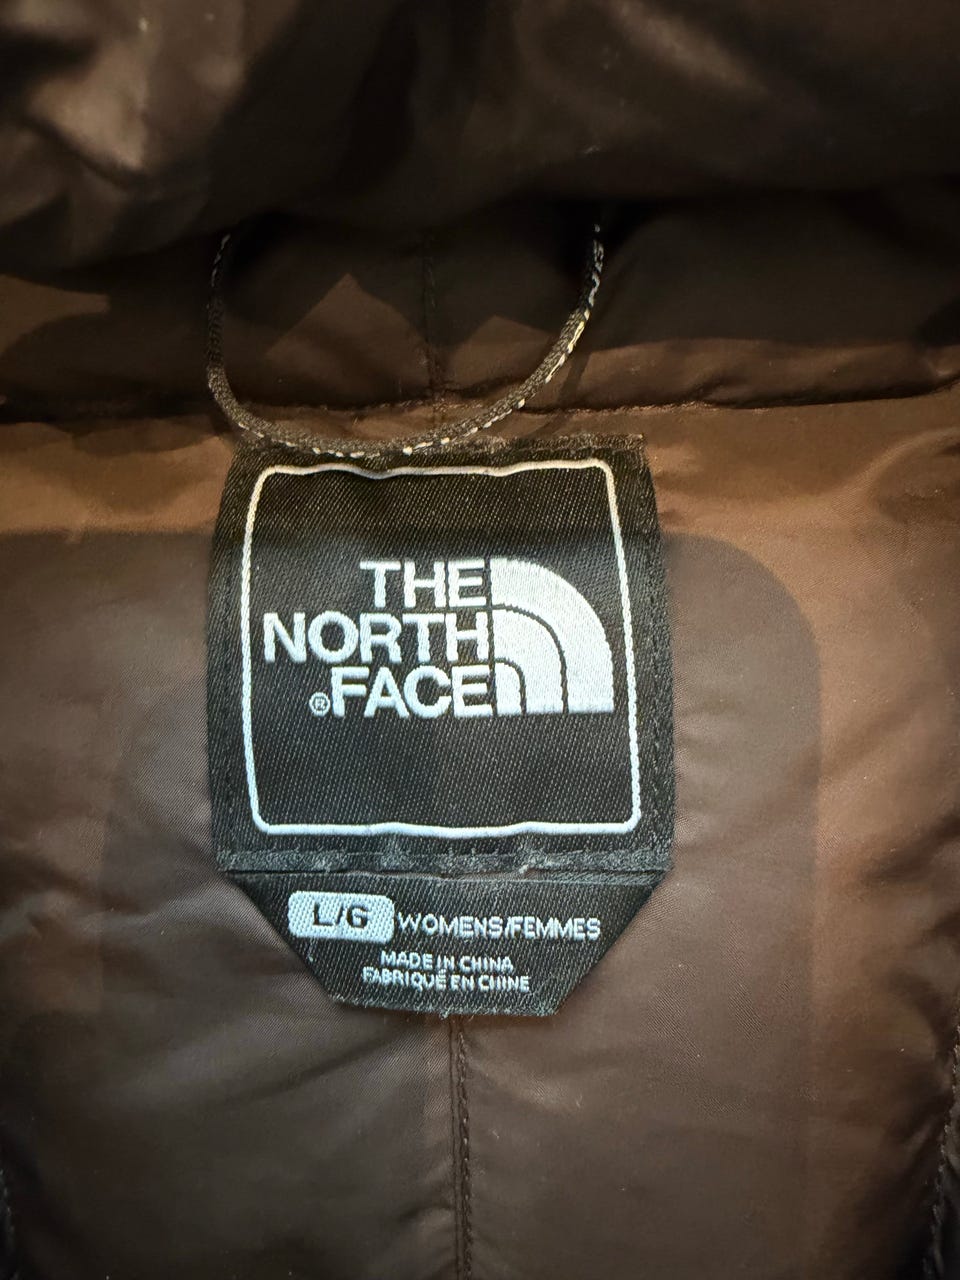 THE
NORTH
®FACE
L/G WOMENS/FEMMES
MADE IN CHINA
FABRIQUÉ EN CHINE